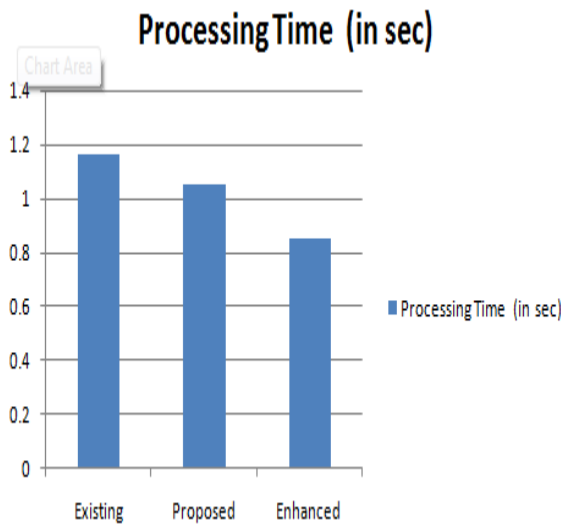 Processing Time (in sec)
Chart Area
1.4
1.2
1
0.8
0.6
0.4
0.2
0
Existing
Proposed
Enhanced
Processing Time (in sec)